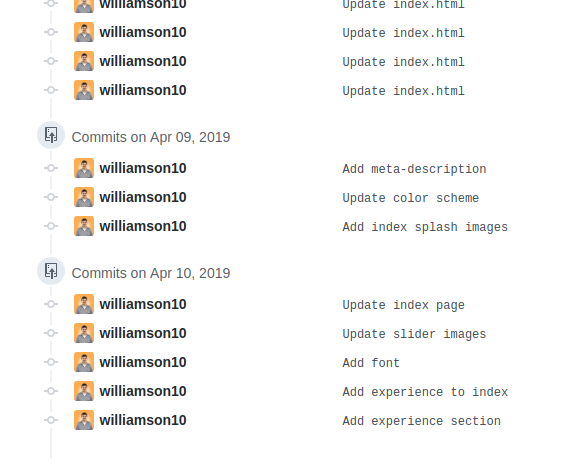 williamson10 Update index.html
williamson10 Update index.html
williamson10 Update index.html
williamson10 Update index.html
Commits on Apr 09, 2019
williamson10 Add meta-description
williamson10 Update color scheme
williamson10 Add index splash images
Commits on Apr 10, 2019
williamson10 Update index page
williamson10 Update slider images
williamson10 Add font
williamson10 Add experience to index
williamson10 Add experience section